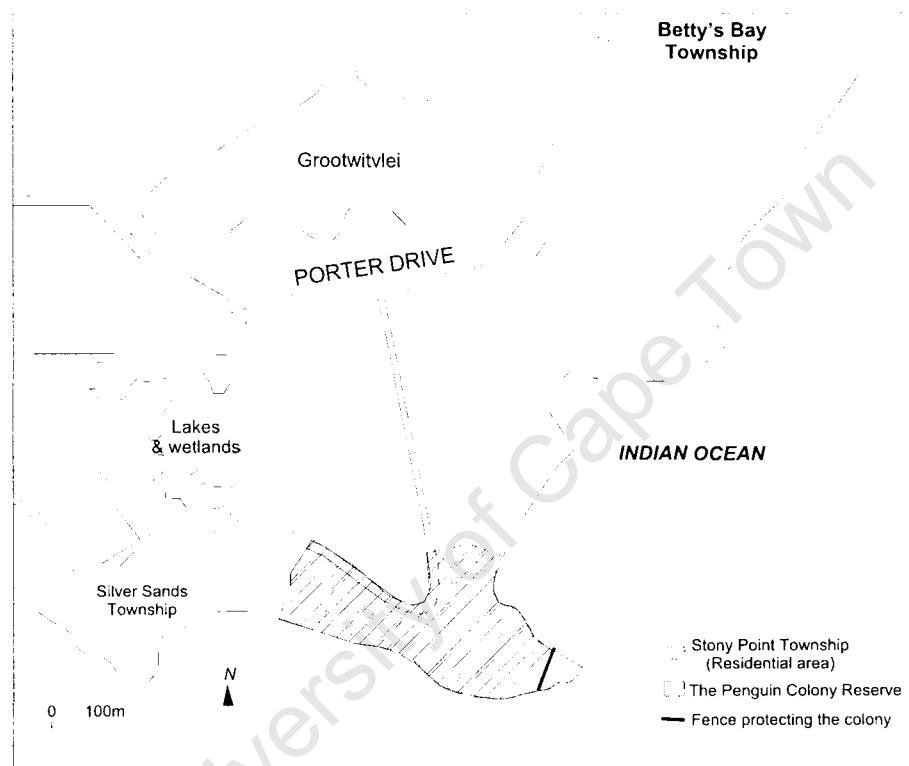 Betty's Bay
Township
Grootwitvlei
PORTER DRIVE
Lakes
& wetlands
INDIAN OCEAN
Silver Sands
Township
N
0 100m
Stony Point Township
(Residential area)
The Penguin Colony Reserve
Fence protecting the colony
University of Cape Town